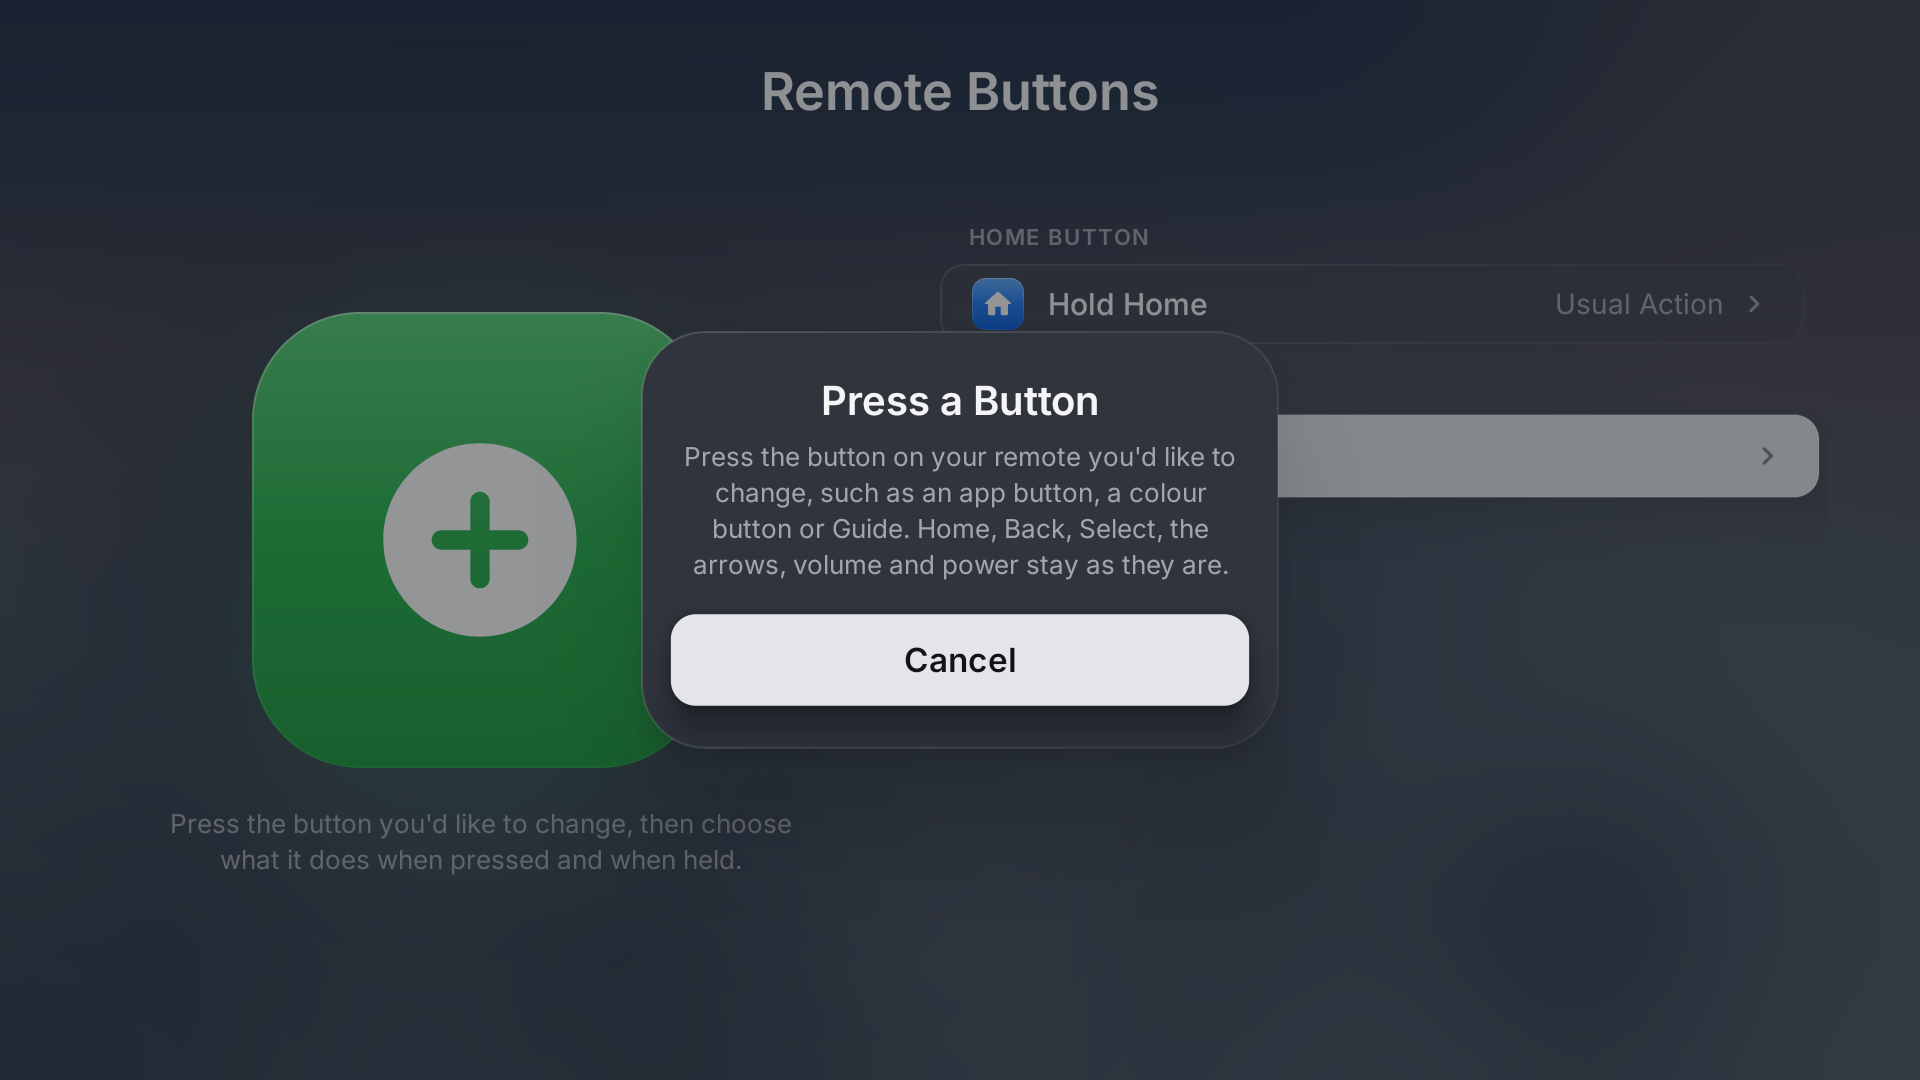 Remote Buttons
HOME BUTTON
Hold Home
Usual Action
Press a Button
Press the button on your remote you'd like to
change, such as an app button, a colour
button or Guide. Home, Back, Select, the
arrows, volume and power stay as they are.
Cancel
Press the button you'd like to change, then choose
what it does when pressed and when held.